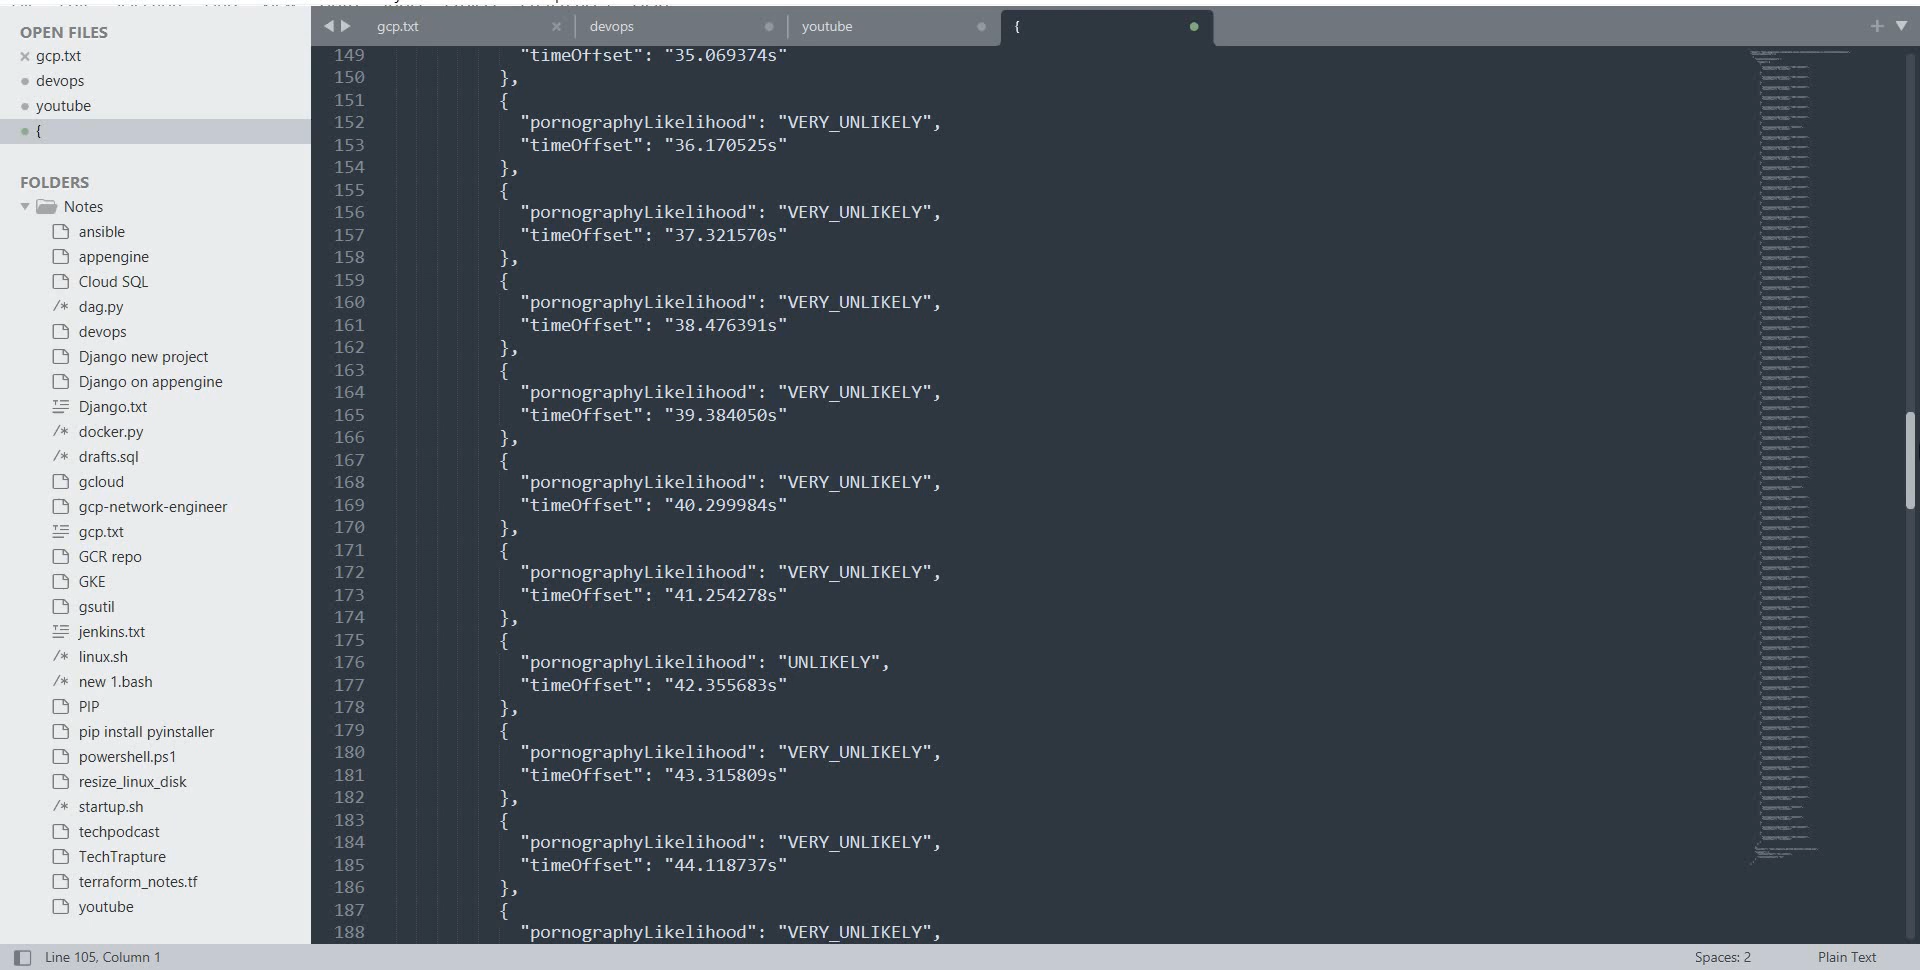 OPEN FILES
gcp.txt
devops
youtube
{
FOLDERS
Notes
ansible
appengine
Cloud SQL
/* dag.py
devops
Django new project
Django on appengine
Django.txt
/* docker.py
/* drafts.sql
gcloud
gcp-network-engineer
gcp.txt
GCR repo
GKE
gsutil
jenkins.txt
/* linux.sh
/* new 1.bash
PIP
pip install pyinstaller
/* powershell.ps1
resize_linux_disk
/* startup.sh
techpodcast
TechTrapture
terraform_notes.tf
youtube
gcp.txt devops youtube {
149 "timeOffset": "35.069374s"
150 },
151 {
152 "pornographyLikelihood": "VERY_UNLIKELY",
153 "timeOffset": "36.170525s"
154 },
155 {
156 "pornographyLikelihood": "VERY_UNLIKELY",
157 "timeOffset": "37.321570s"
158 },
159 {
160 "pornographyLikelihood": "VERY_UNLIKELY",
161 "timeOffset": "38.476391s"
162 },
163 {
164 "pornographyLikelihood": "VERY_UNLIKELY",
165 "timeOffset": "39.384050s"
166 },
167 {
168 "pornographyLikelihood": "VERY_UNLIKELY",
169 "timeOffset": "40.299984s"
170 },
171 {
172 "pornographyLikelihood": "VERY_UNLIKELY",
173 "timeOffset": "41.254278s"
174 },
175 {
176 "pornographyLikelihood": "UNLIKELY",
177 "timeOffset": "42.355683s"
178 },
179 {
180 "pornographyLikelihood": "VERY_UNLIKELY",
181 "timeOffset": "43.315809s"
182 },
183 {
184 "pornographyLikelihood": "VERY_UNLIKELY",
185 "timeOffset": "44.118737s"
186 },
187 {
188 "pornographyLikelihood": "VERY_UNLIKELY",
Line 105, Column 1 Spaces: 2 Plain Text